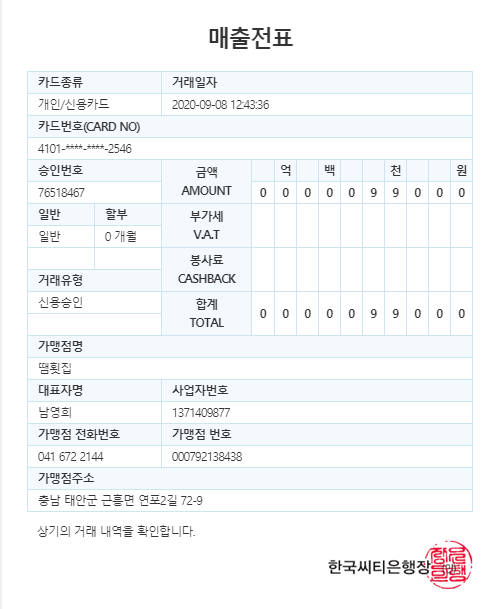 매출전표
카드종류 거래일자
개인/신용카드 2020-09-08 12:43:36
카드번호(CARD NO)
4101-****-****-2546
승인번호 금액 AMOUNT 억 백 천 원
76518467 0 0 0 0 0 9 9 0 0 0
일반 할부 부가세 V.A.T
일반 0 개월
봉사료 CASHBACK
거래유형
신용승인 합계 TOTAL 0 0 0 0 0 9 9 0 0 0
가맹점명
땜횟집
대표자명 사업자번호
남영희 1371409877
가맹점 전화번호 가맹점 번호
041 672 2144 000792138438
가맹점주소
충남 태안군 근흥면 연포2길 72-9
상기의 거래 내역을 확인합니다.
한국씨티은행장